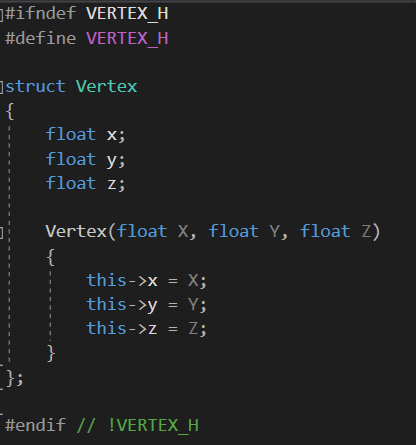 #ifndef VERTEX_H
#define VERTEX_H
struct Vertex
{
float x;
float y;
float z;
Vertex(float X, float Y, float Z)
{
this->x = X;
this->y = Y;
this->z = Z;
}
};
#endif // !VERTEX_H